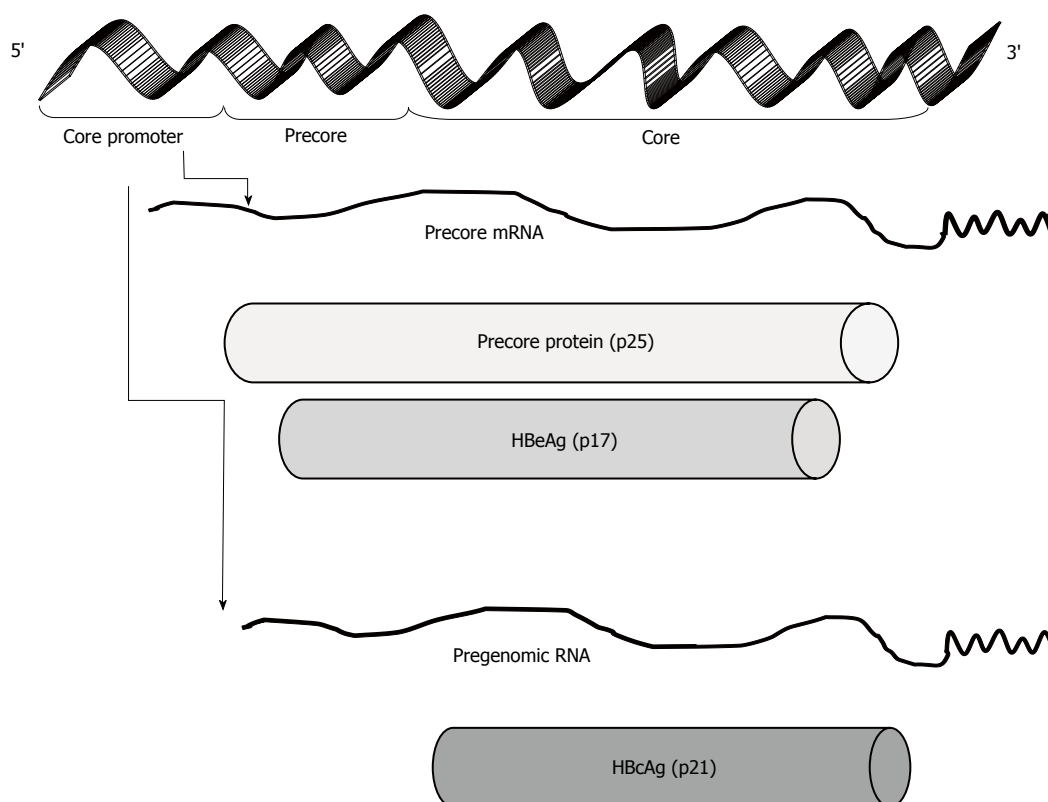 5'
3'
Core promoter
Precore
Core
Precore mRNA
Precore protein (p25)
HBeAg (p17)
Pregenomic RNA
HBcAg (p21)